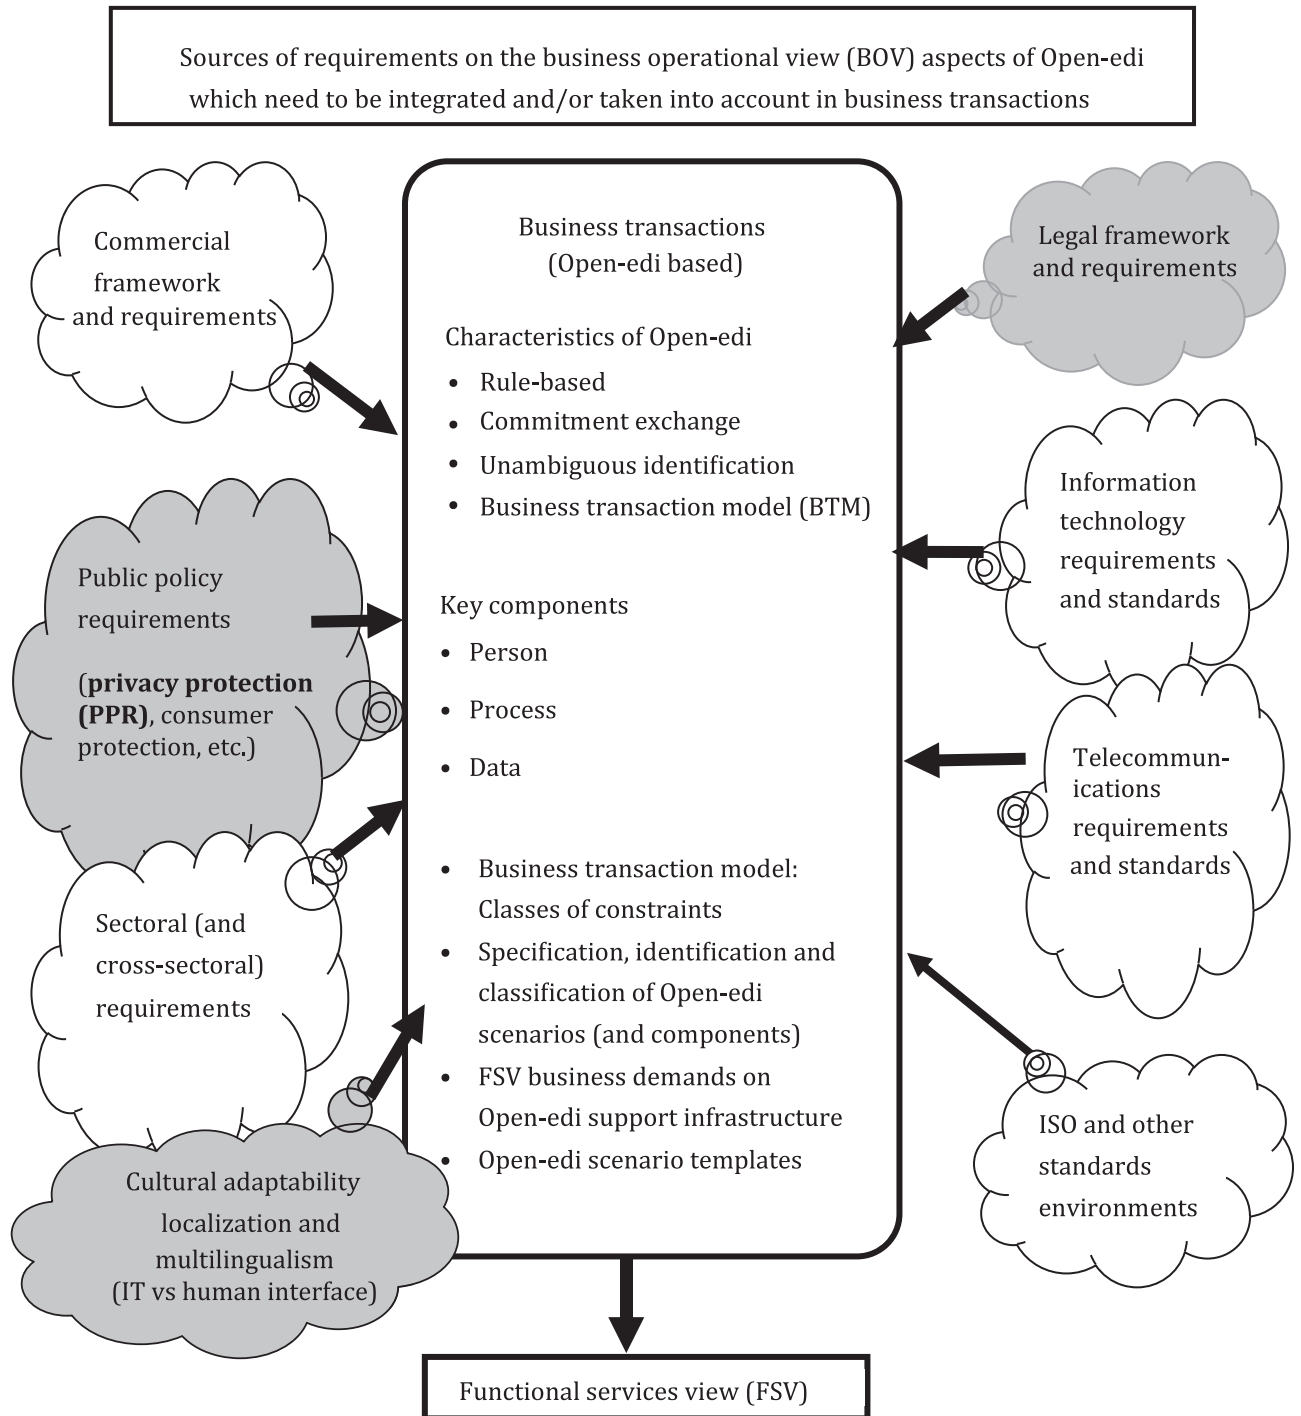 Sources of requirements on the business operational view (BOV) aspects of Open-edi
which need to be integrated and/or taken into account in business transactions
Commercial
framework
and requirements
Public policy
requirements
(privacy protection
(PPR), consumer
protection, etc.)
Sectoral (and
cross-sectoral)
requirements
Cultural adaptability
localization and
multilingualism
(IT vs human interface)
Business transactions
(Open-edi based)
Characteristics of Open-edi
• Rule-based
• Commitment exchange
• Unambiguous identification
• Business transaction model (BTM)
Key components
• Person
• Process
• Data
• Business transaction model:
Classes of constraints
• Specification, identification and
classification of Open-edi
scenarios (and components)
• FSV business demands on
Open-edi support infrastructure
• Open-edi scenario templates
Legal framework
and requirements
Information
technology
requirements
and standards
Telecommun-
ications
requirements
and standards
ISO and other
standards
environments
Functional services view (FSV)